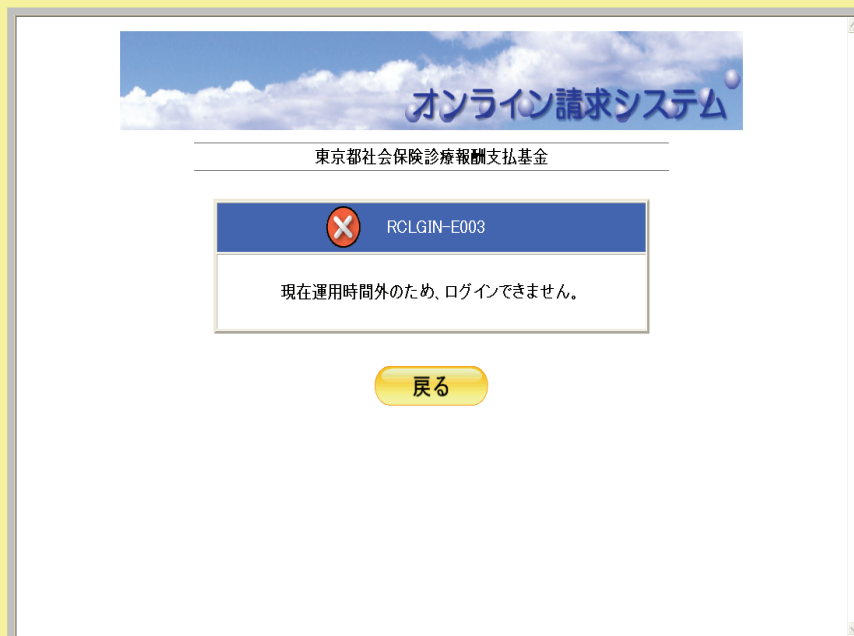 オンライン請求システム
東京都社会保険診療報酬支払基金
RCLGIN-E003
現在運用時間外のため、ログインできません。
戻る